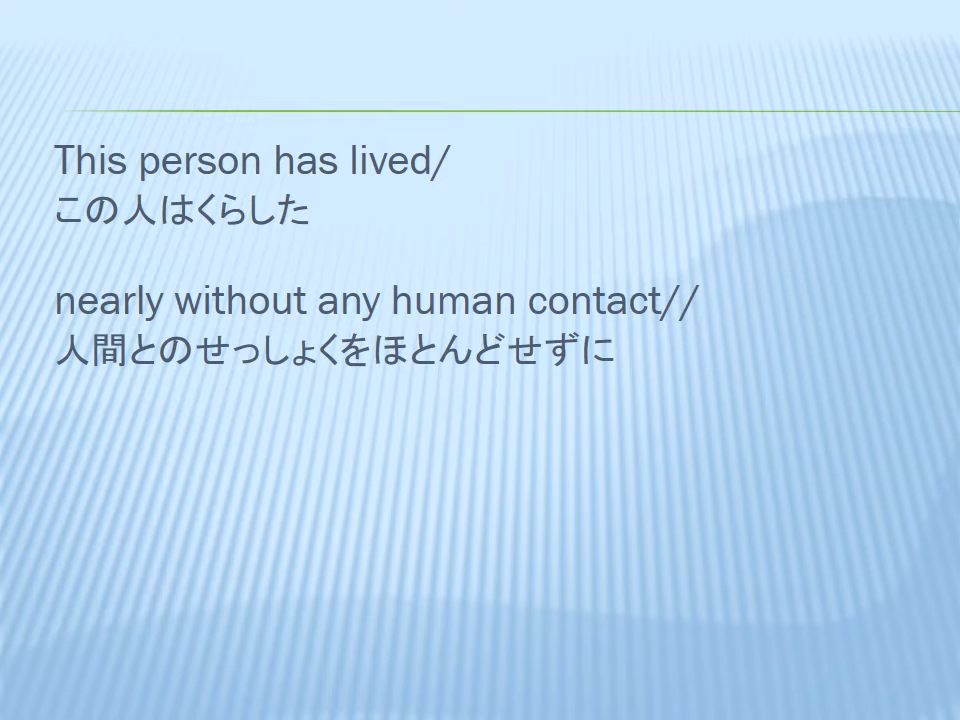 This person has lived/
この人はくらした
nearly without any human contact//
人間とのせっしょくをほとんどせずに